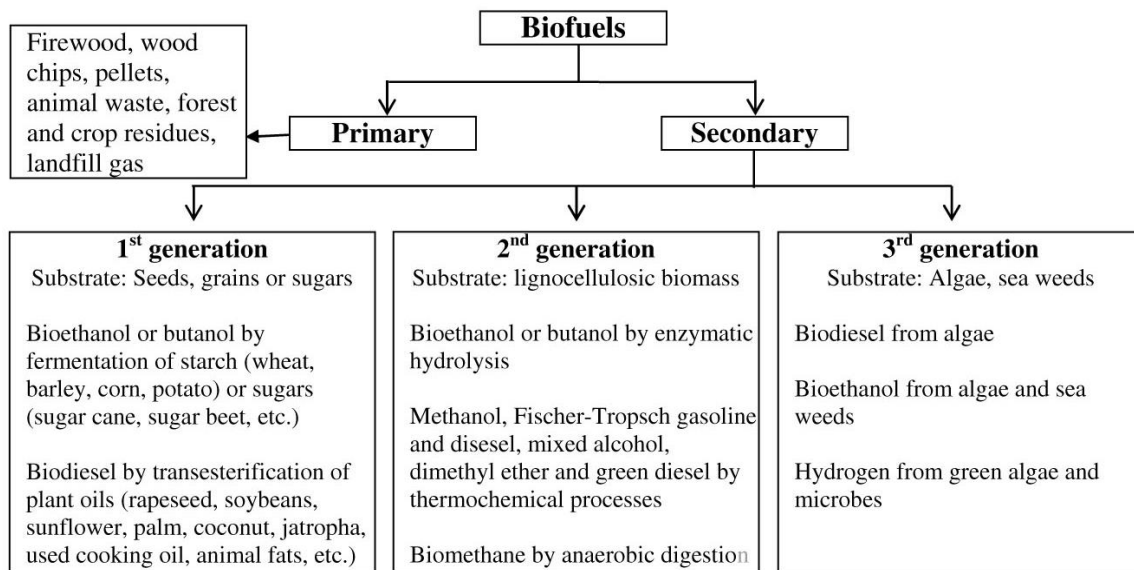 Biofuels
Firewood, wood
chips, pellets,
animal waste, forest
and crop residues,
landfill gas
Primary
Secondary
1st generation
Substrate: Seeds, grains or sugars
Bioethanol or butanol by
fermentation of starch (wheat,
barley, corn, potato) or sugars
(sugar cane, sugar beet, etc.)
Biodiesel by transesterification of
plant oils (rapeseed, soybeans,
sunflower, palm, coconut, jatropha,
used cooking oil, animal fats, etc.)
2nd generation
Substrate: lignocellulosic biomass
Bioethanol or butanol by enzymatic
hydrolysis
Methanol, Fischer-Tropsch gasoline
and disesel, mixed alcohol,
dimethyl ether and green diesel by
thermochemical processes
Biomethane by anaerobic digestion
3rd generation
Substrate: Algae, sea weeds
Biodiesel from algae
Bioethanol from algae and sea
weeds
Hydrogen from green algae and
microbes